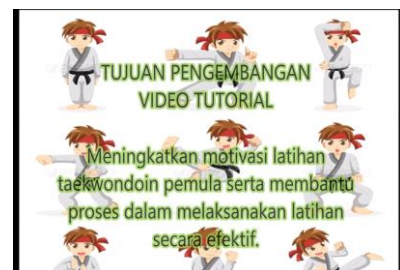 TUJUAN PENGEMBANGAN
VIDEO TUTORIAL
Meningkatkan motivasi latihan
taekwondoin pemula serta membantu
proses dalam melaksanakan latihan
secara efektif.